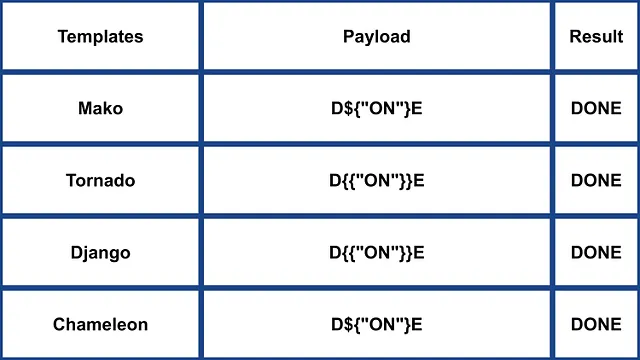 Templates Payload Result
Mako D${"ON"}E DONE
Tornado D{{"ON"}}E DONE
Django D{{"ON"}}E DONE
Chameleon D${"ON"}E DONE